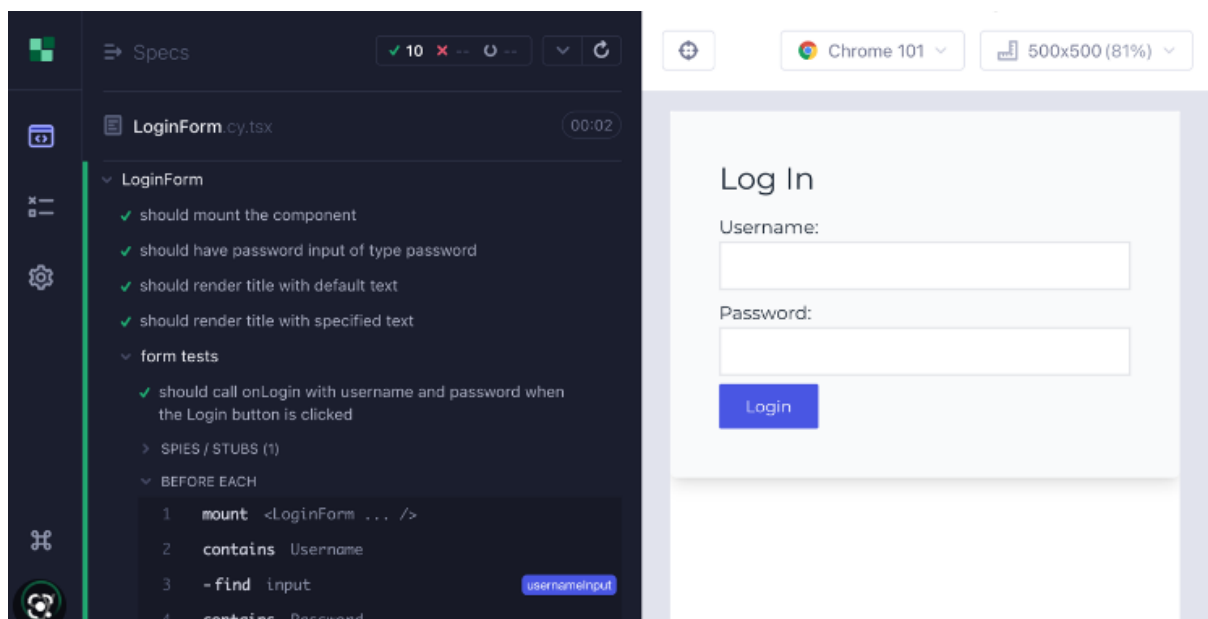 Specs
10 -- --
LoginForm.cy.tsx
00:02
LoginForm
should mount the component
should have password input of type password
should render title with default text
should render title with specified text
form tests
should call onLogin with username and password when
the Login button is clicked
SPIES / STUBS (1)
BEFORE EACH
1 mount <LoginForm ... />
2 contains Username
3 -find input usernameInput
4 contains Password
Chrome 101
500x500 (81%)
Log In
Username:
Password:
Login